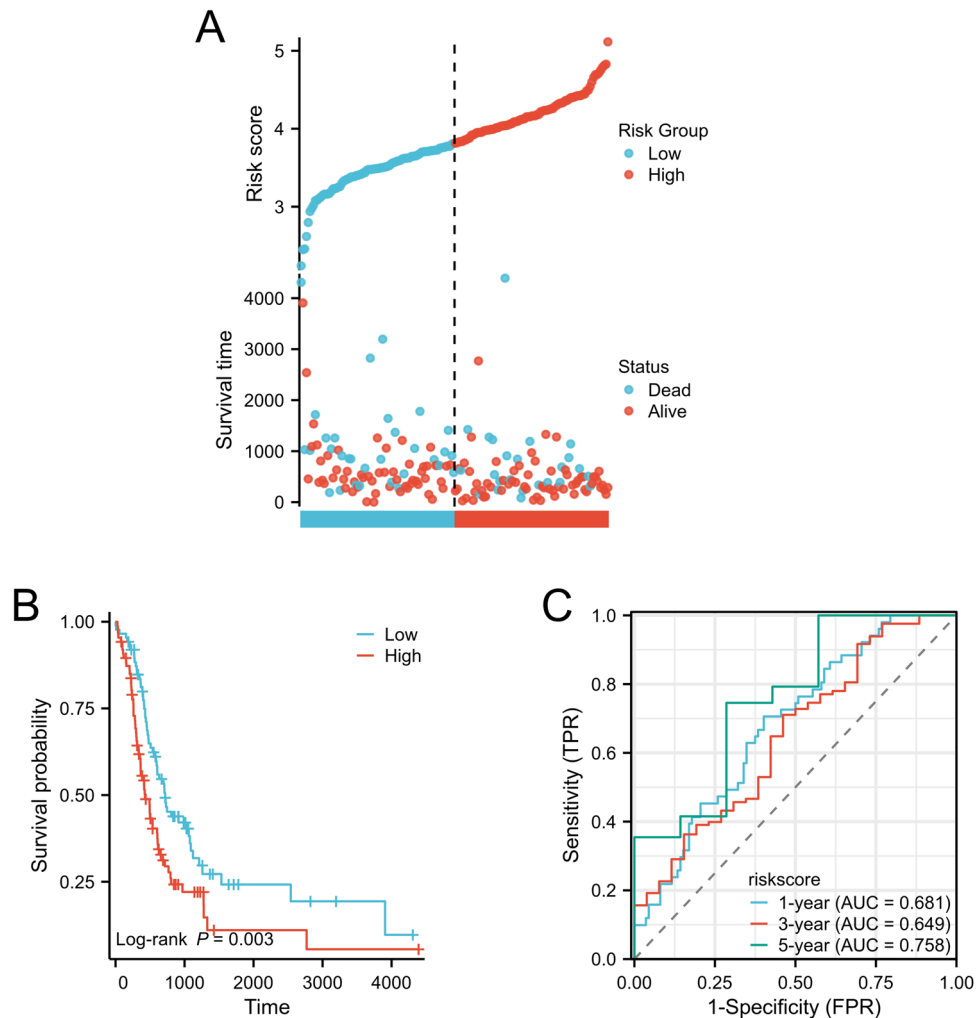 A
5
4
3
Risk score
Risk Group
Low
High
4000
3000
2000
1000
0
Survival time
Status
Dead
Alive
B
1.00
0.75
0.50
0.25
Survival probability
Low
High
Log-rank P = 0.003
0 1000 2000 3000 4000
Time
C
1.0
0.8
0.6
0.4
0.2
0.0
Sensitivity (TPR)
riskscore
1-year (AUC = 0.681)
3-year (AUC = 0.649)
5-year (AUC = 0.758)
0.00 0.25 0.50 0.75 1.00
1-Specificity (FPR)